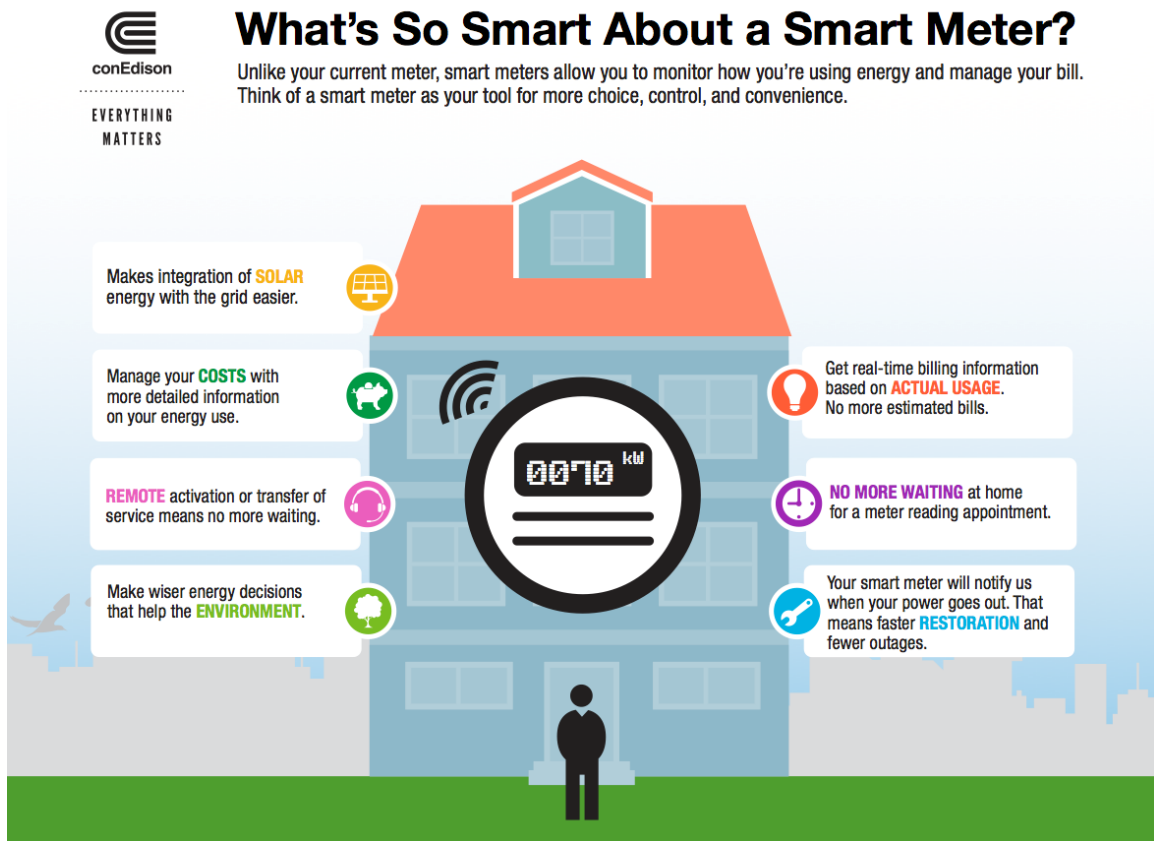 conEdison
EVERYTHING
MATTERS
What's So Smart About a Smart Meter?
Unlike your current meter, smart meters allow you to monitor how you're using energy and manage your bill.
Think of a smart meter as your tool for more choice, control, and convenience.
Makes integration of SOLAR
energy with the grid easier.
Manage your COSTS with
more detailed information
on your energy use.
REMOTE activation or transfer of
service means no more waiting.
Make wiser energy decisions
that help the ENVIRONMENT.
0070 kW
Get real-time billing information
based on ACTUAL USAGE.
No more estimated bills.
NO MORE WAITING at home
for a meter reading appointment.
Your smart meter will notify us
when your power goes out. That
means faster RESTORATION and
fewer outages.